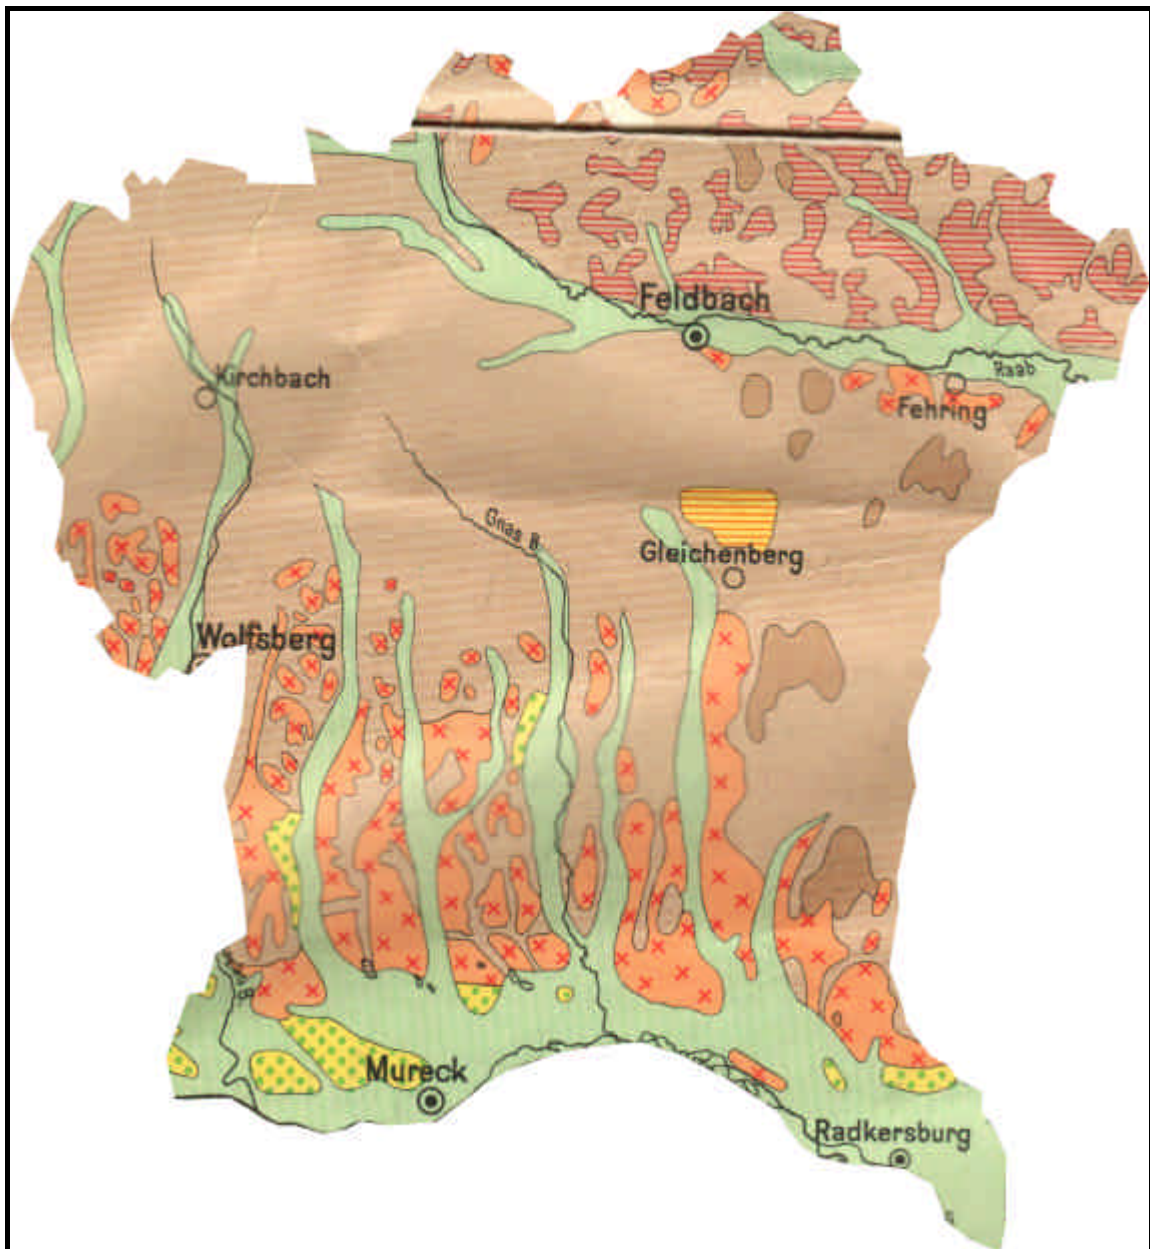 Feldbach
Raab
Kirchbach
Fehring
Gnas B.
Gleichenberg
Wolfsberg
Mureck
Radkersburg